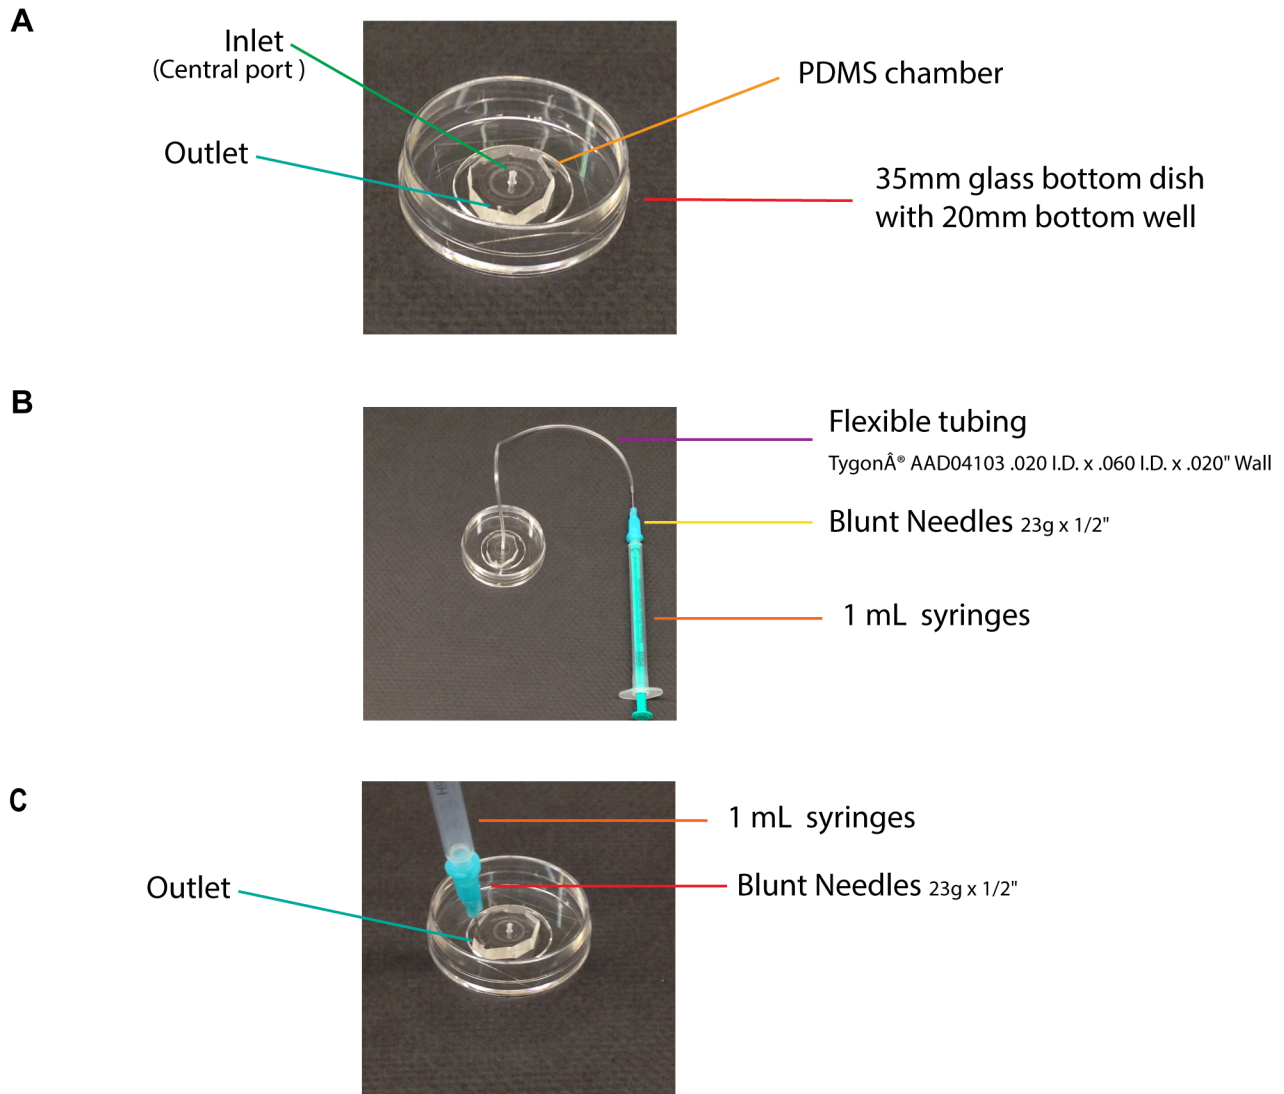 A
Inlet
(Central port )
Outlet
PDMS chamber
35mm glass bottom dish
with 20mm bottom well
B
Flexible tubing
TygonÂ® AAD04103 .020 I.D. x .060 I.D. x .020" Wall
Blunt Needles 23g x 1/2"
1 mL syringes
C
1 mL syringes
Outlet
Blunt Needles 23g x 1/2"